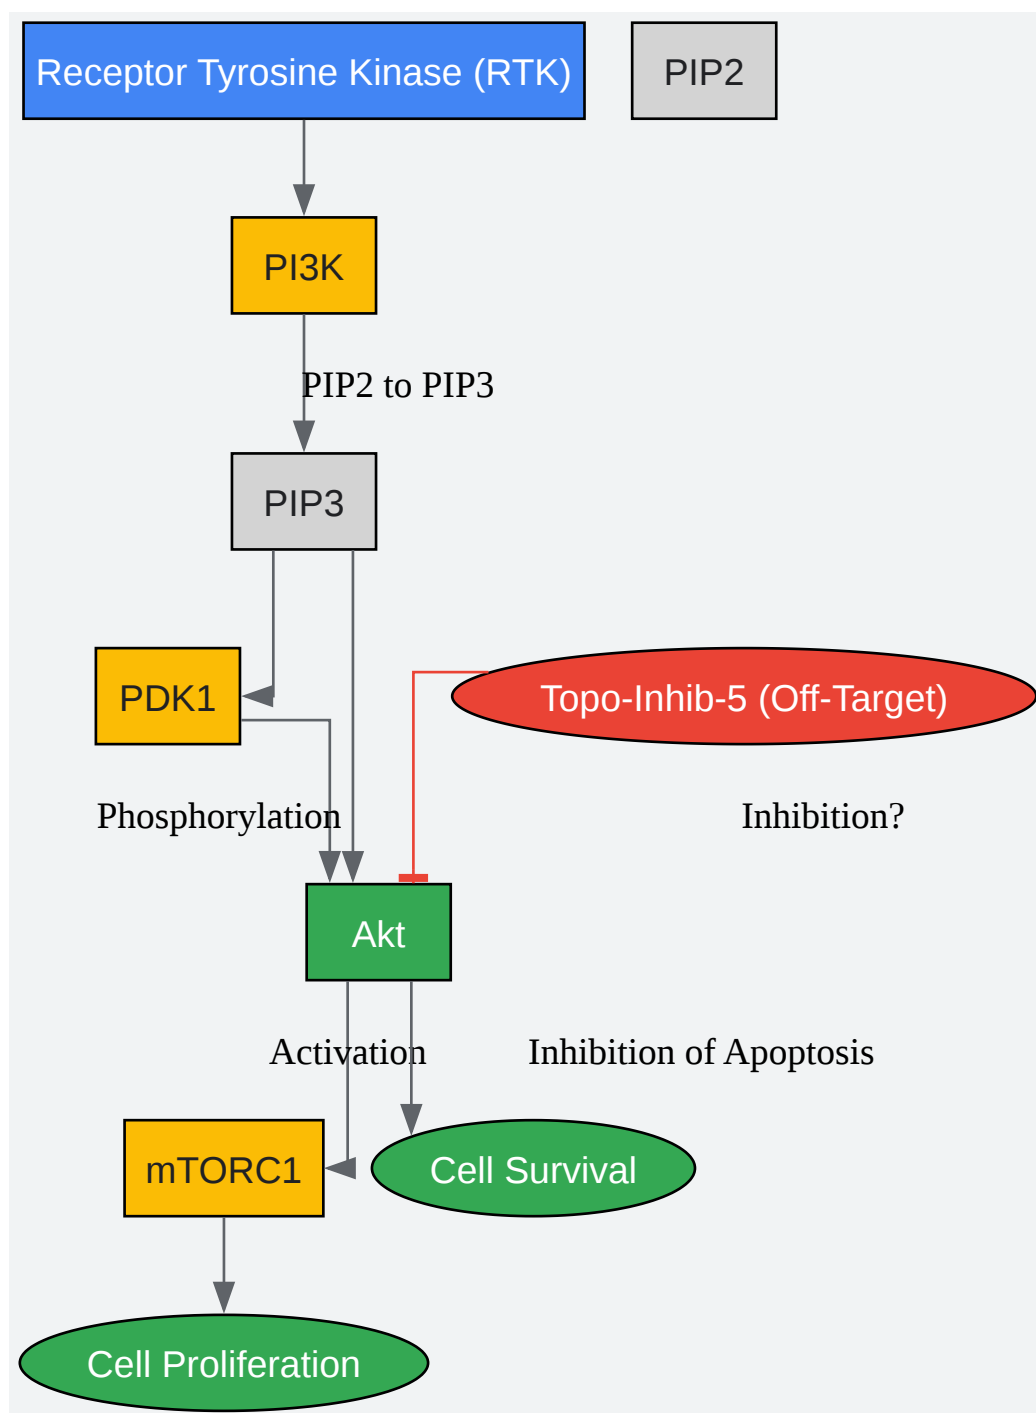 Receptor Tyrosine Kinase (RTK)
PIP2
PI3K
PIP2 to PIP3
PIP3
PDK1
Topo-Inhib-5 (Off-Target)
Phosphorylation
Inhibition?
Akt
Activation
Inhibition of Apoptosis
mTORC1
Cell Survival
Cell Proliferation